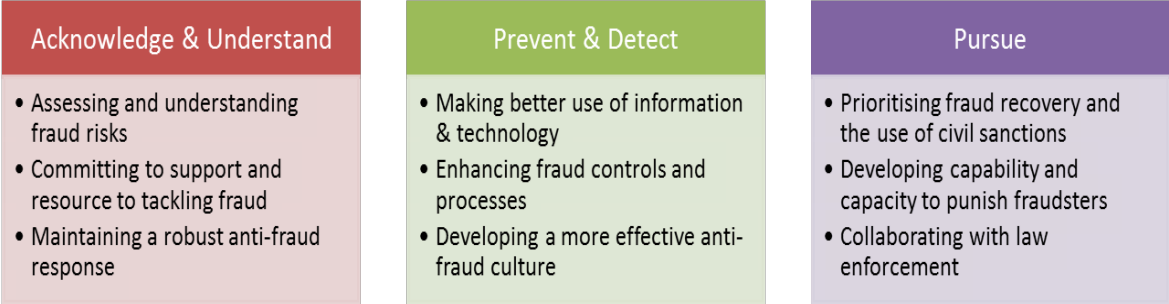 Acknowledge & Understand
• Assessing and understanding
fraud risks
• Committing to support and
resource to tackling fraud
• Maintaining a robust anti-fraud
response
Prevent & Detect
• Making better use of information
& technology
• Enhancing fraud controls and
processes
• Developing a more effective anti-
fraud culture
Pursue
• Prioritising fraud recovery and
the use of civil sanctions
• Developing capability and
capacity to punish fraudsters
• Collaborating with law
enforcement